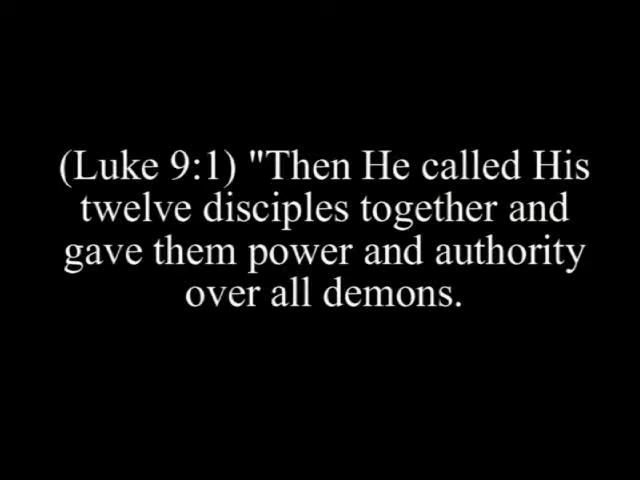 (Luke 9:1) "Then He called His
twelve disciples together and
gave them power and authority
over all demons.